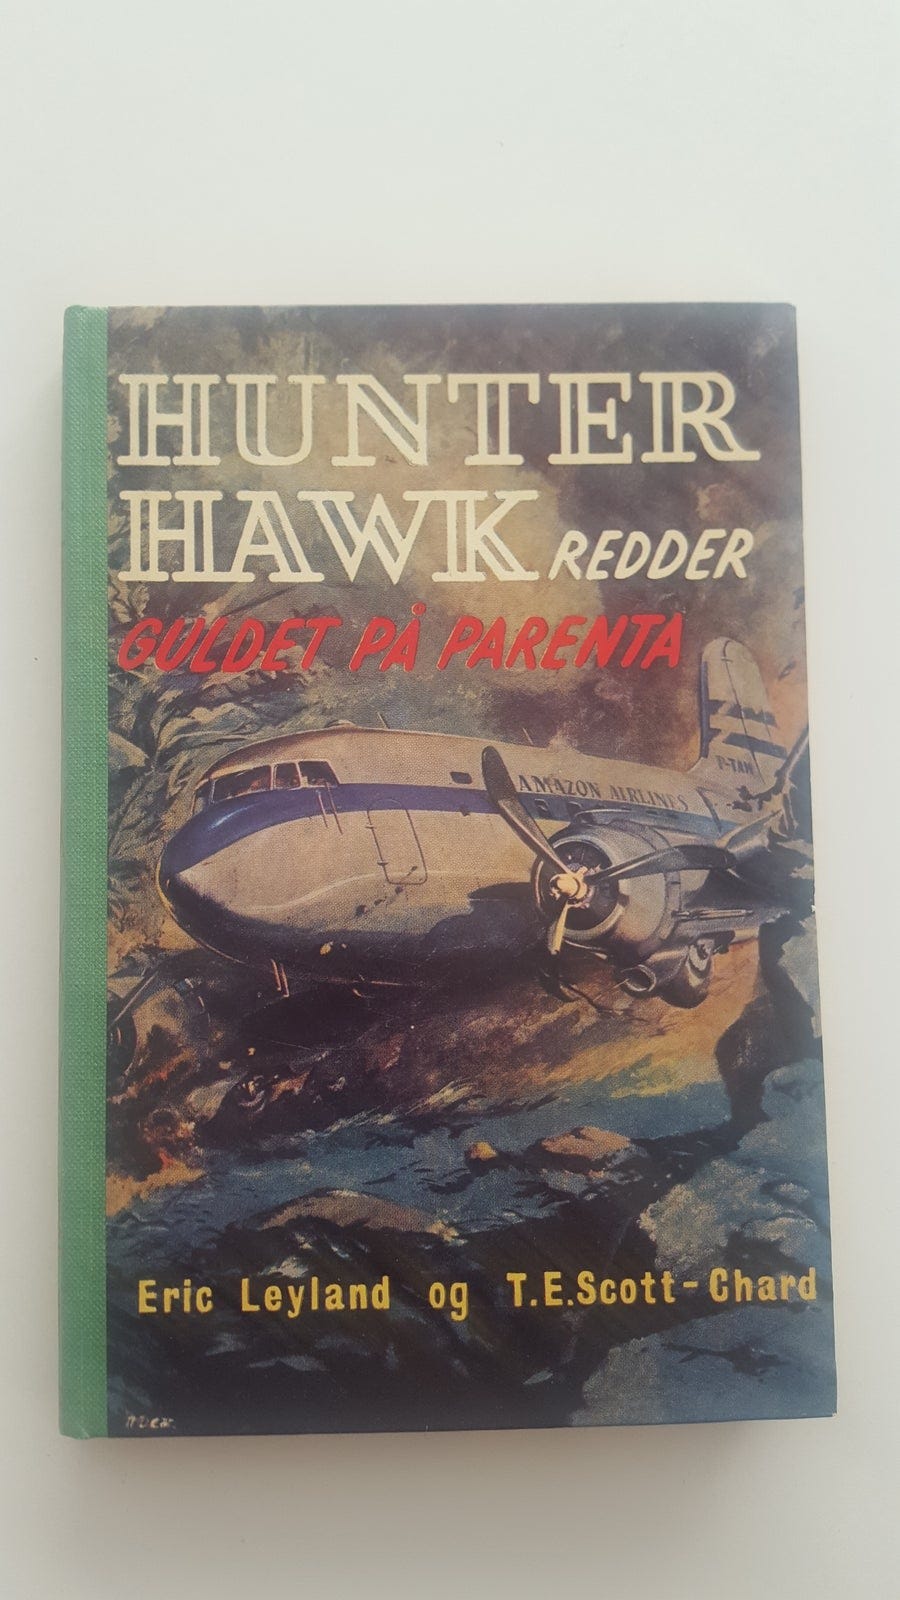 HUNTER
HAWK REDDER
GULDET PÅ PARENTA
AMAZON AIRLINES
Eric Leyland og T.E.Scott-Chard